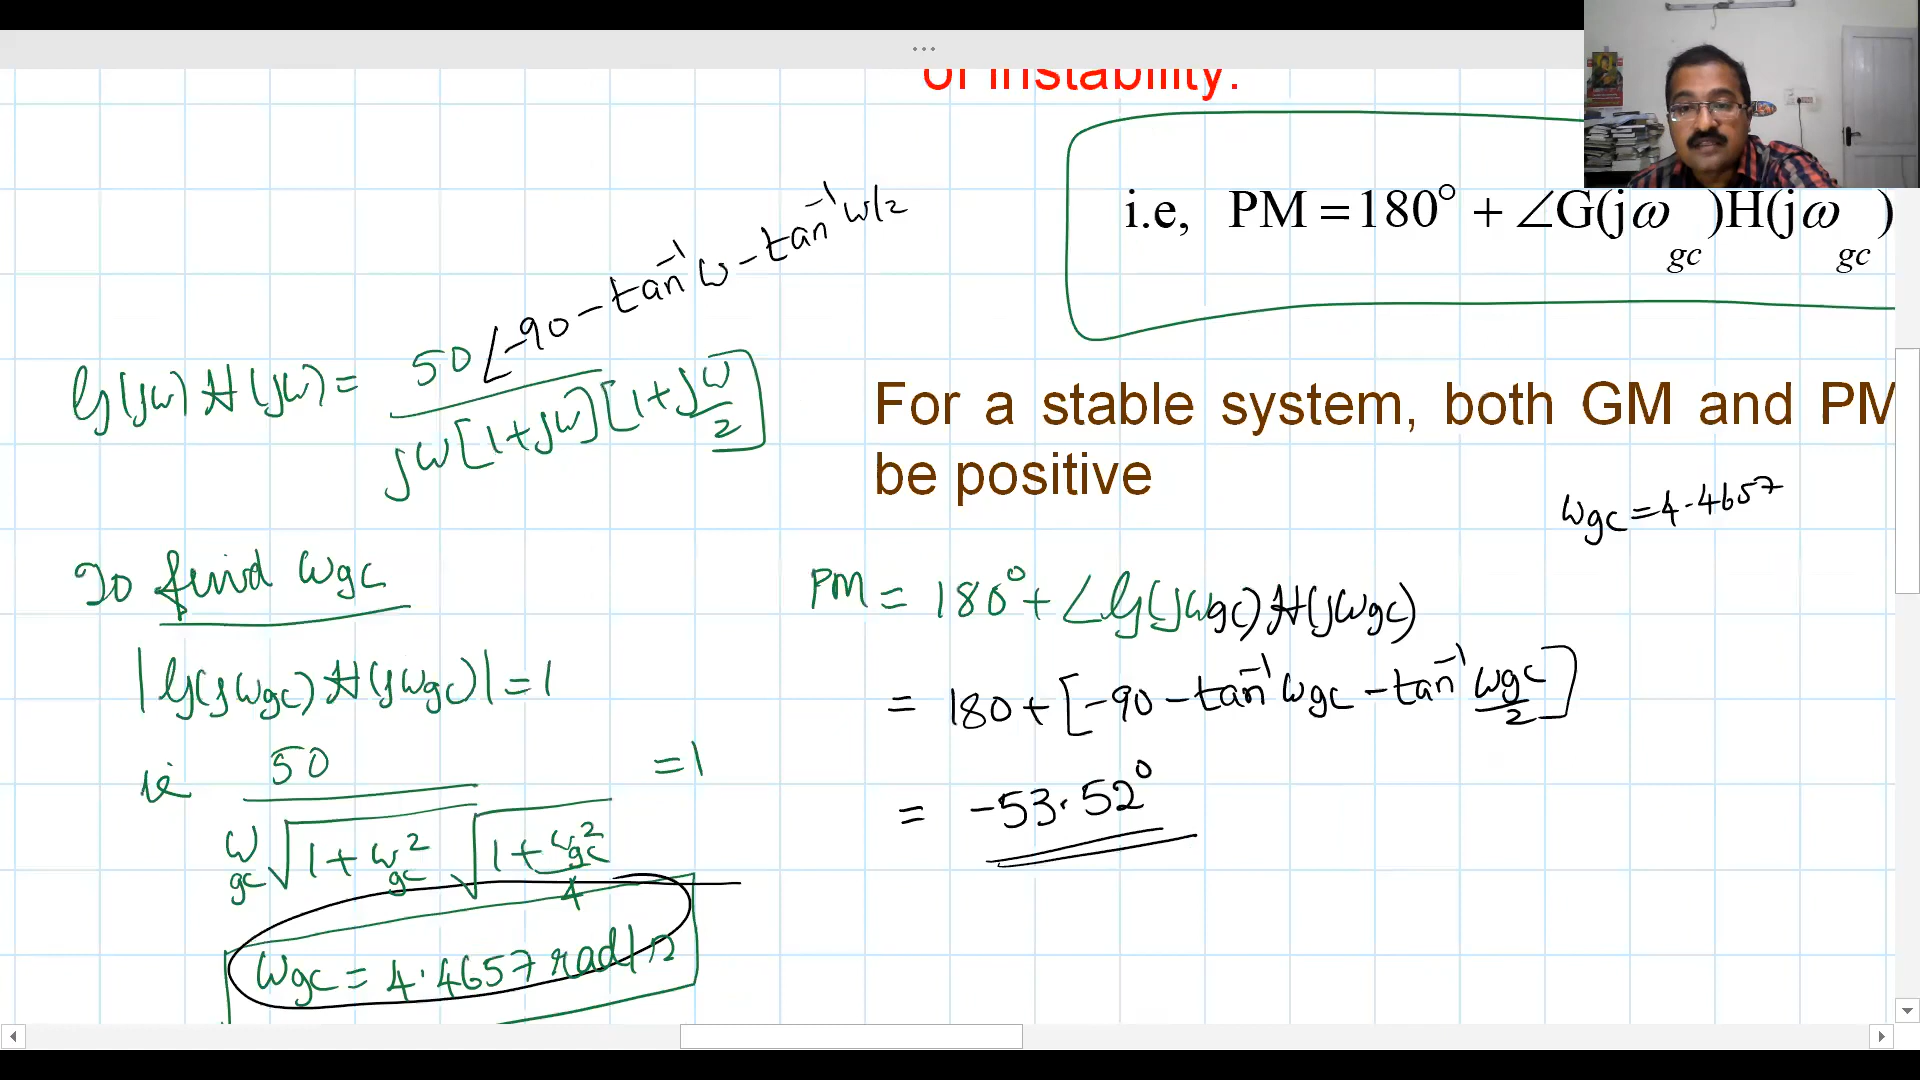 of instability.
i.e, PM = 180° + ∠G(jω_gc)H(jω_gc)
G(jω)H(jω) = 50 ∠-90 - tan⁻¹ω - tan⁻¹ω/2
jω[1+jω][1+jω/2]
For a stable system, both GM and PM
be positive
ωgc = 4.4657
To find ωgc
|G(jωgc)H(jωgc)| = 1
ie 50 / ωgc √1+ωgc² √1+ωgc²/4 = 1
ωgc = 4.4657 rad/s
PM = 180° + ∠G(jωgc)H(jωgc)
= 180 + [-90 - tan⁻¹ωgc - tan⁻¹ωgc/2]
= -53.52°